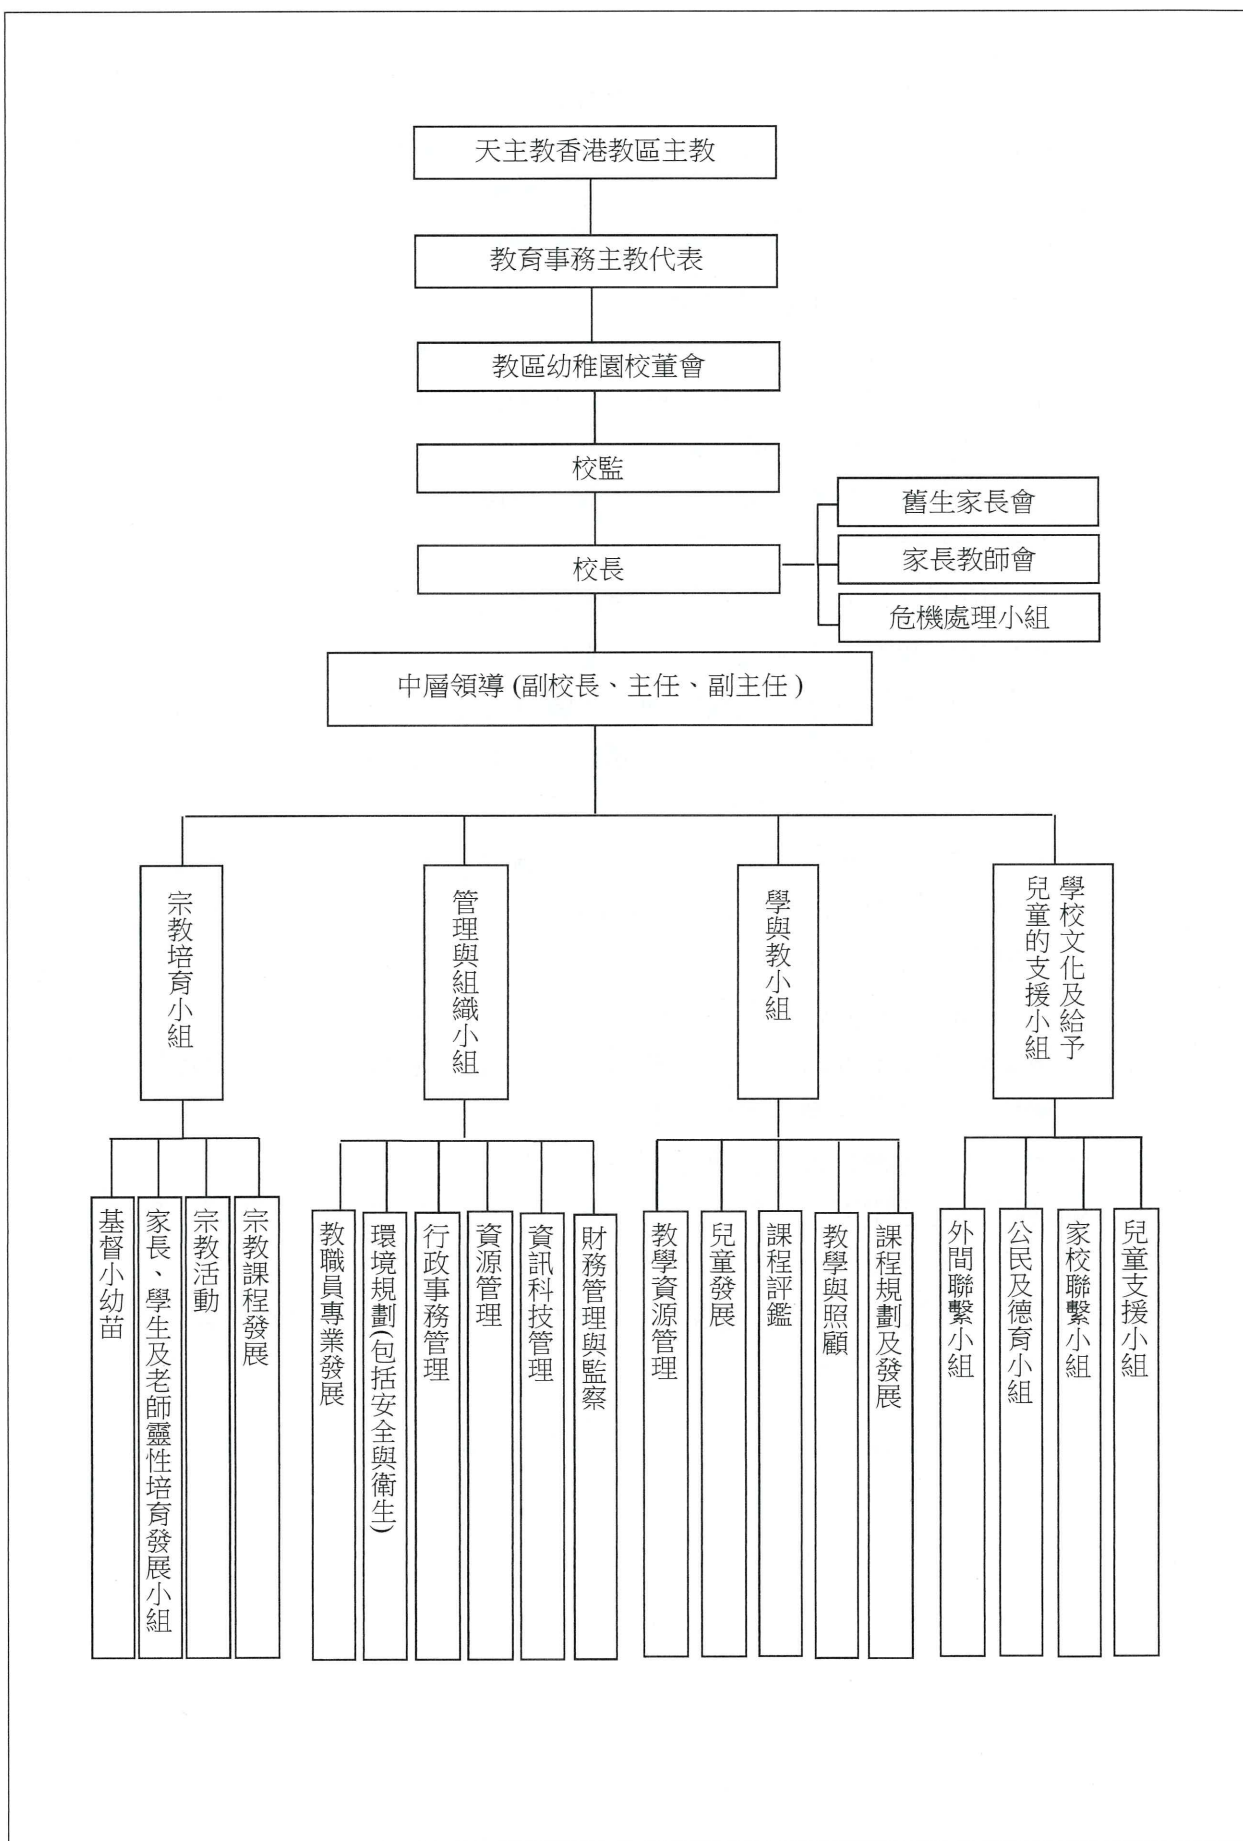 天主教香港教區主教
教育事務主教代表
教區幼稚園校董會
校監
校長
舊生家長會
家長教師會
危機處理小組
中層領導 (副校長、主任、副主任 )
宗教培育小組
管理與組織小組
學與教小組
學校文化及給予
兒童的支援小組
基督小幼苗
家長、學生及老師靈性培育發展小組
宗教活動
宗教課程發展
教職員專業發展
環境規劃(包括安全與衛生)
行政事務管理
資源管理
資訊科技管理
財務管理與監察
教學資源管理
兒童發展
課程評鑑
教學與照顧
課程規劃及發展
外間聯繫小組
公民及德育小組
家校聯繫小組
兒童支援小組